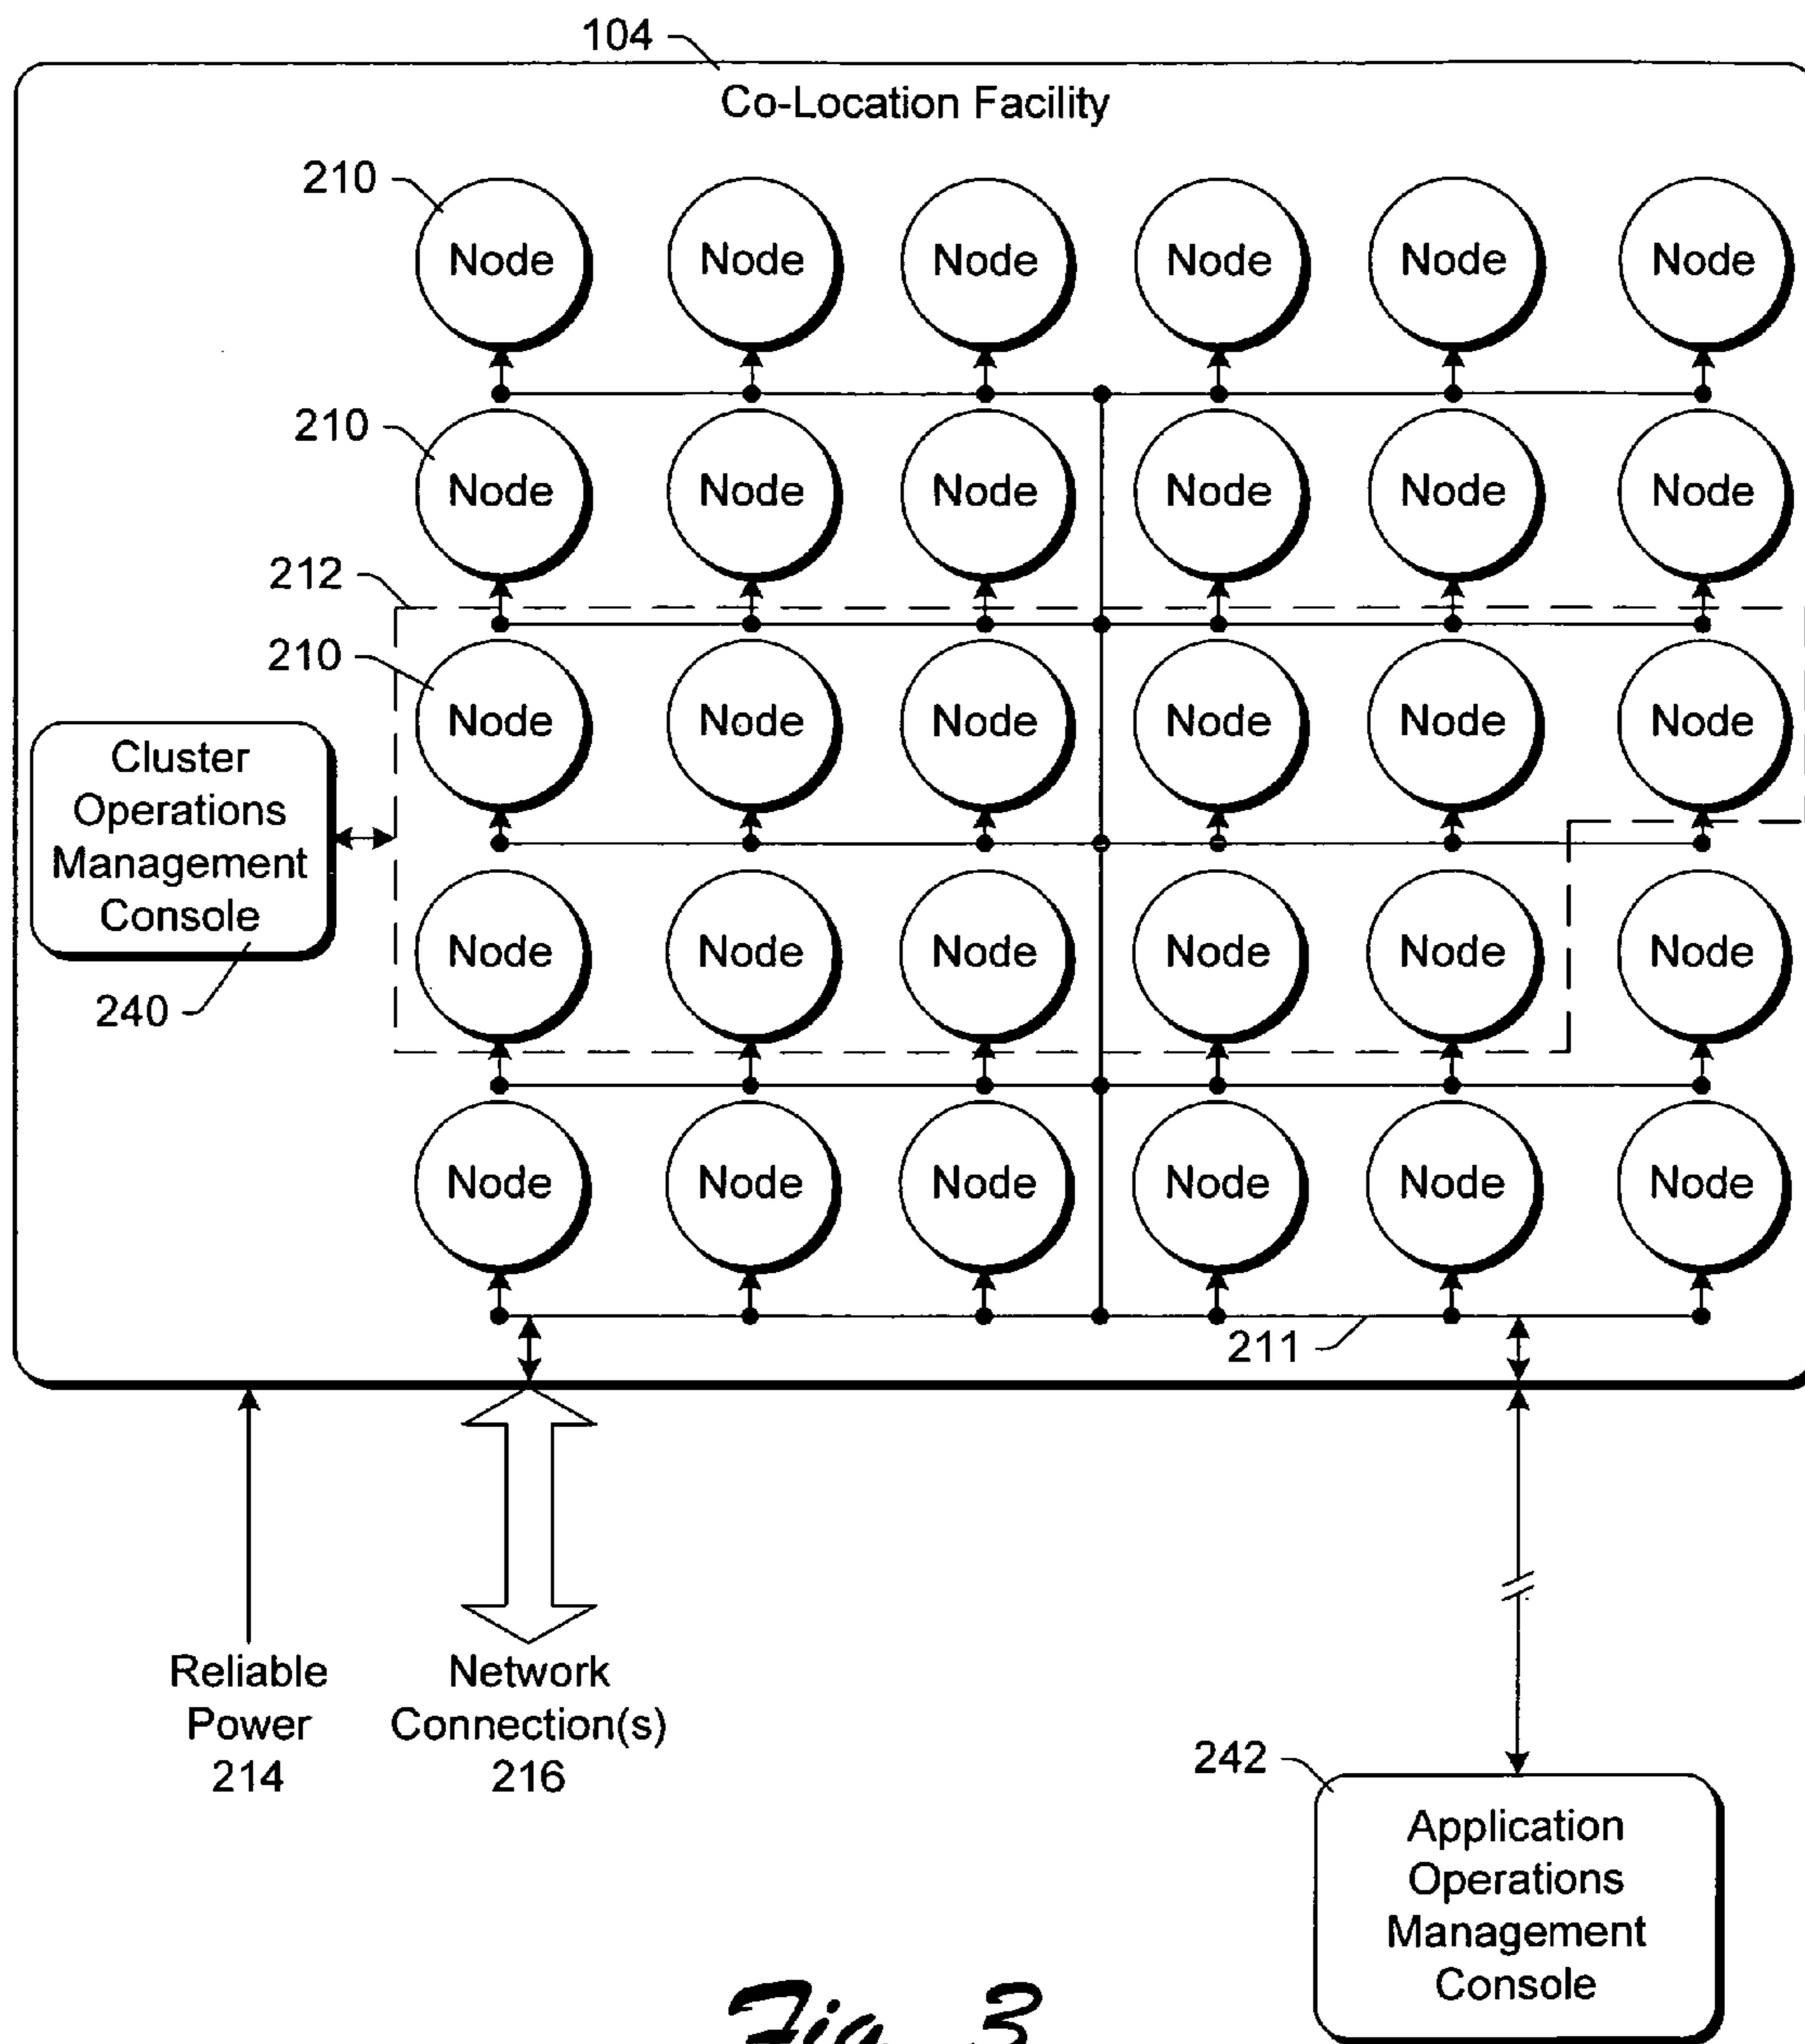 104
Co-Location Facility
210
Node Node Node Node Node Node
210
Node Node Node Node Node Node
212
210
Node Node Node Node Node Node
Cluster
Operations
Management
Console
240
Node Node Node Node Node Node
Node Node Node Node Node Node
211
Reliable
Power
214
Network
Connection(s)
216
242
Application
Operations
Management
Console
Fig. 3